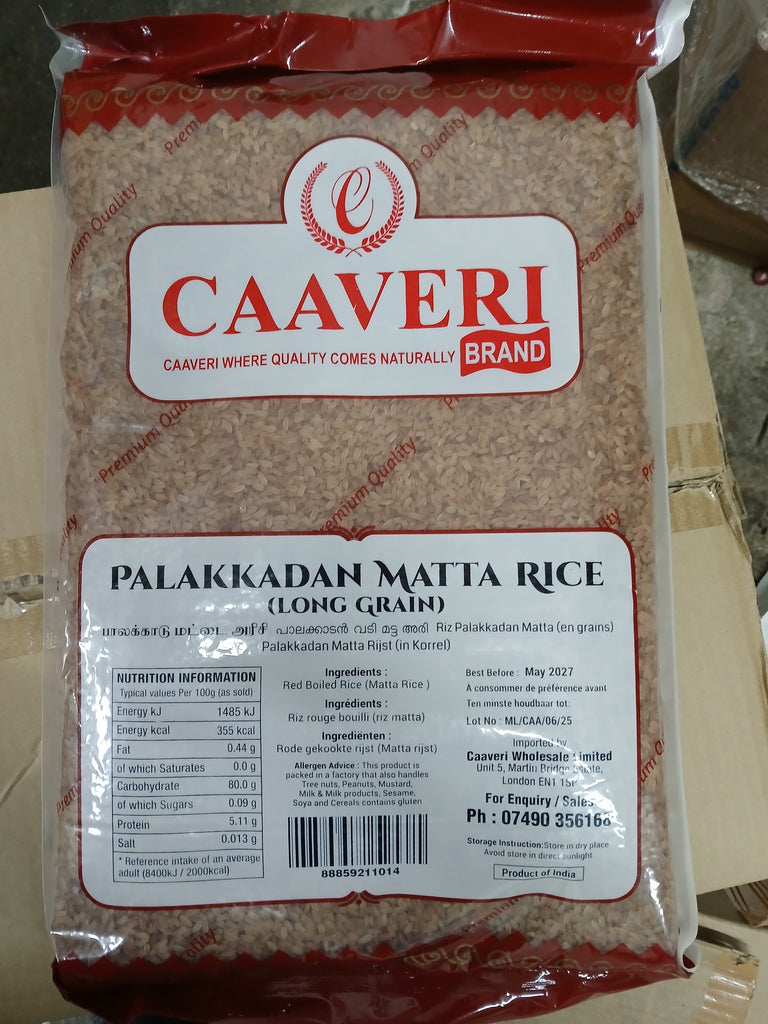 CAAVERI
CAAVERI WHERE QUALITY COMES NATURALLY BRAND
Premium Quality
Premium Quality
PALAKKADAN MATTA RICE
(LONG GRAIN)
பாலக்காடு மட்டை அரிசி പാലക്കാടൻ വടി മട്ട അരി Riz Palakkadan Matta (en grains)
Palakkadan Matta Rijst (in Korrel)
NUTRITION INFORMATION
Typical values Per 100g (as sold)
Energy kJ 1485 kJ
Energy kcal 355 kcal
Fat 0.44 g
of which Saturates 0.0 g
Carbohydrate 80.0 g
of which Sugars 0.09 g
Protein 5.11 g
Salt 0.013 g
* Reference intake of an average
adult (8400kJ / 2000kcal)
Ingredients :
Red Boiled Rice (Matta Rice )
Ingrédients :
Riz rouge bouilli (riz matta)
Ingrediënten :
Rode gekookte rijst (Matta rijst)
Allergen Advice : This product is
packed in a factory that also handles
Tree nuts, Peanuts, Mustard,
Milk & Milk products, Sesame,
Soya and Cereals contains gluten
88859211014
Best Before : May 2027
A consommer de préférence avant
Ten minste houdbaar tot:
Lot No : ML/CAA/06/25
Imported by
Caaveri Wholesale Limited
Unit 5, Martin Bridge Estate,
London EN1 1SP
For Enquiry / Sales
Ph : 07490 356168
Storage Instruction:Store in dry place
Avoid store in direct sunlight
Product of India